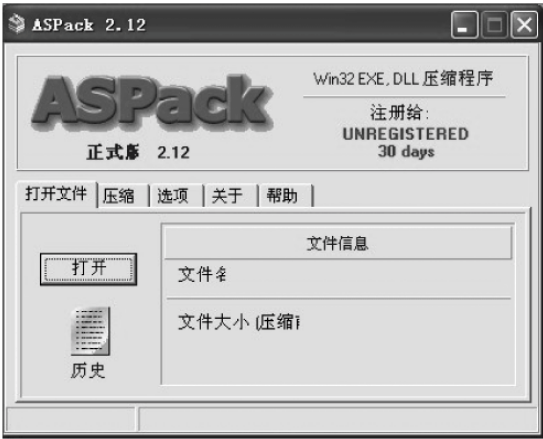 ASPack 2.12
ASPack
正式版 2.12
Win32 EXE, DLL 压缩程序
注册给:
UNREGISTERED
30 days
打开文件 压缩 选项 关于 帮助
打开
历史
文件信息
文件名
文件大小 (压缩前